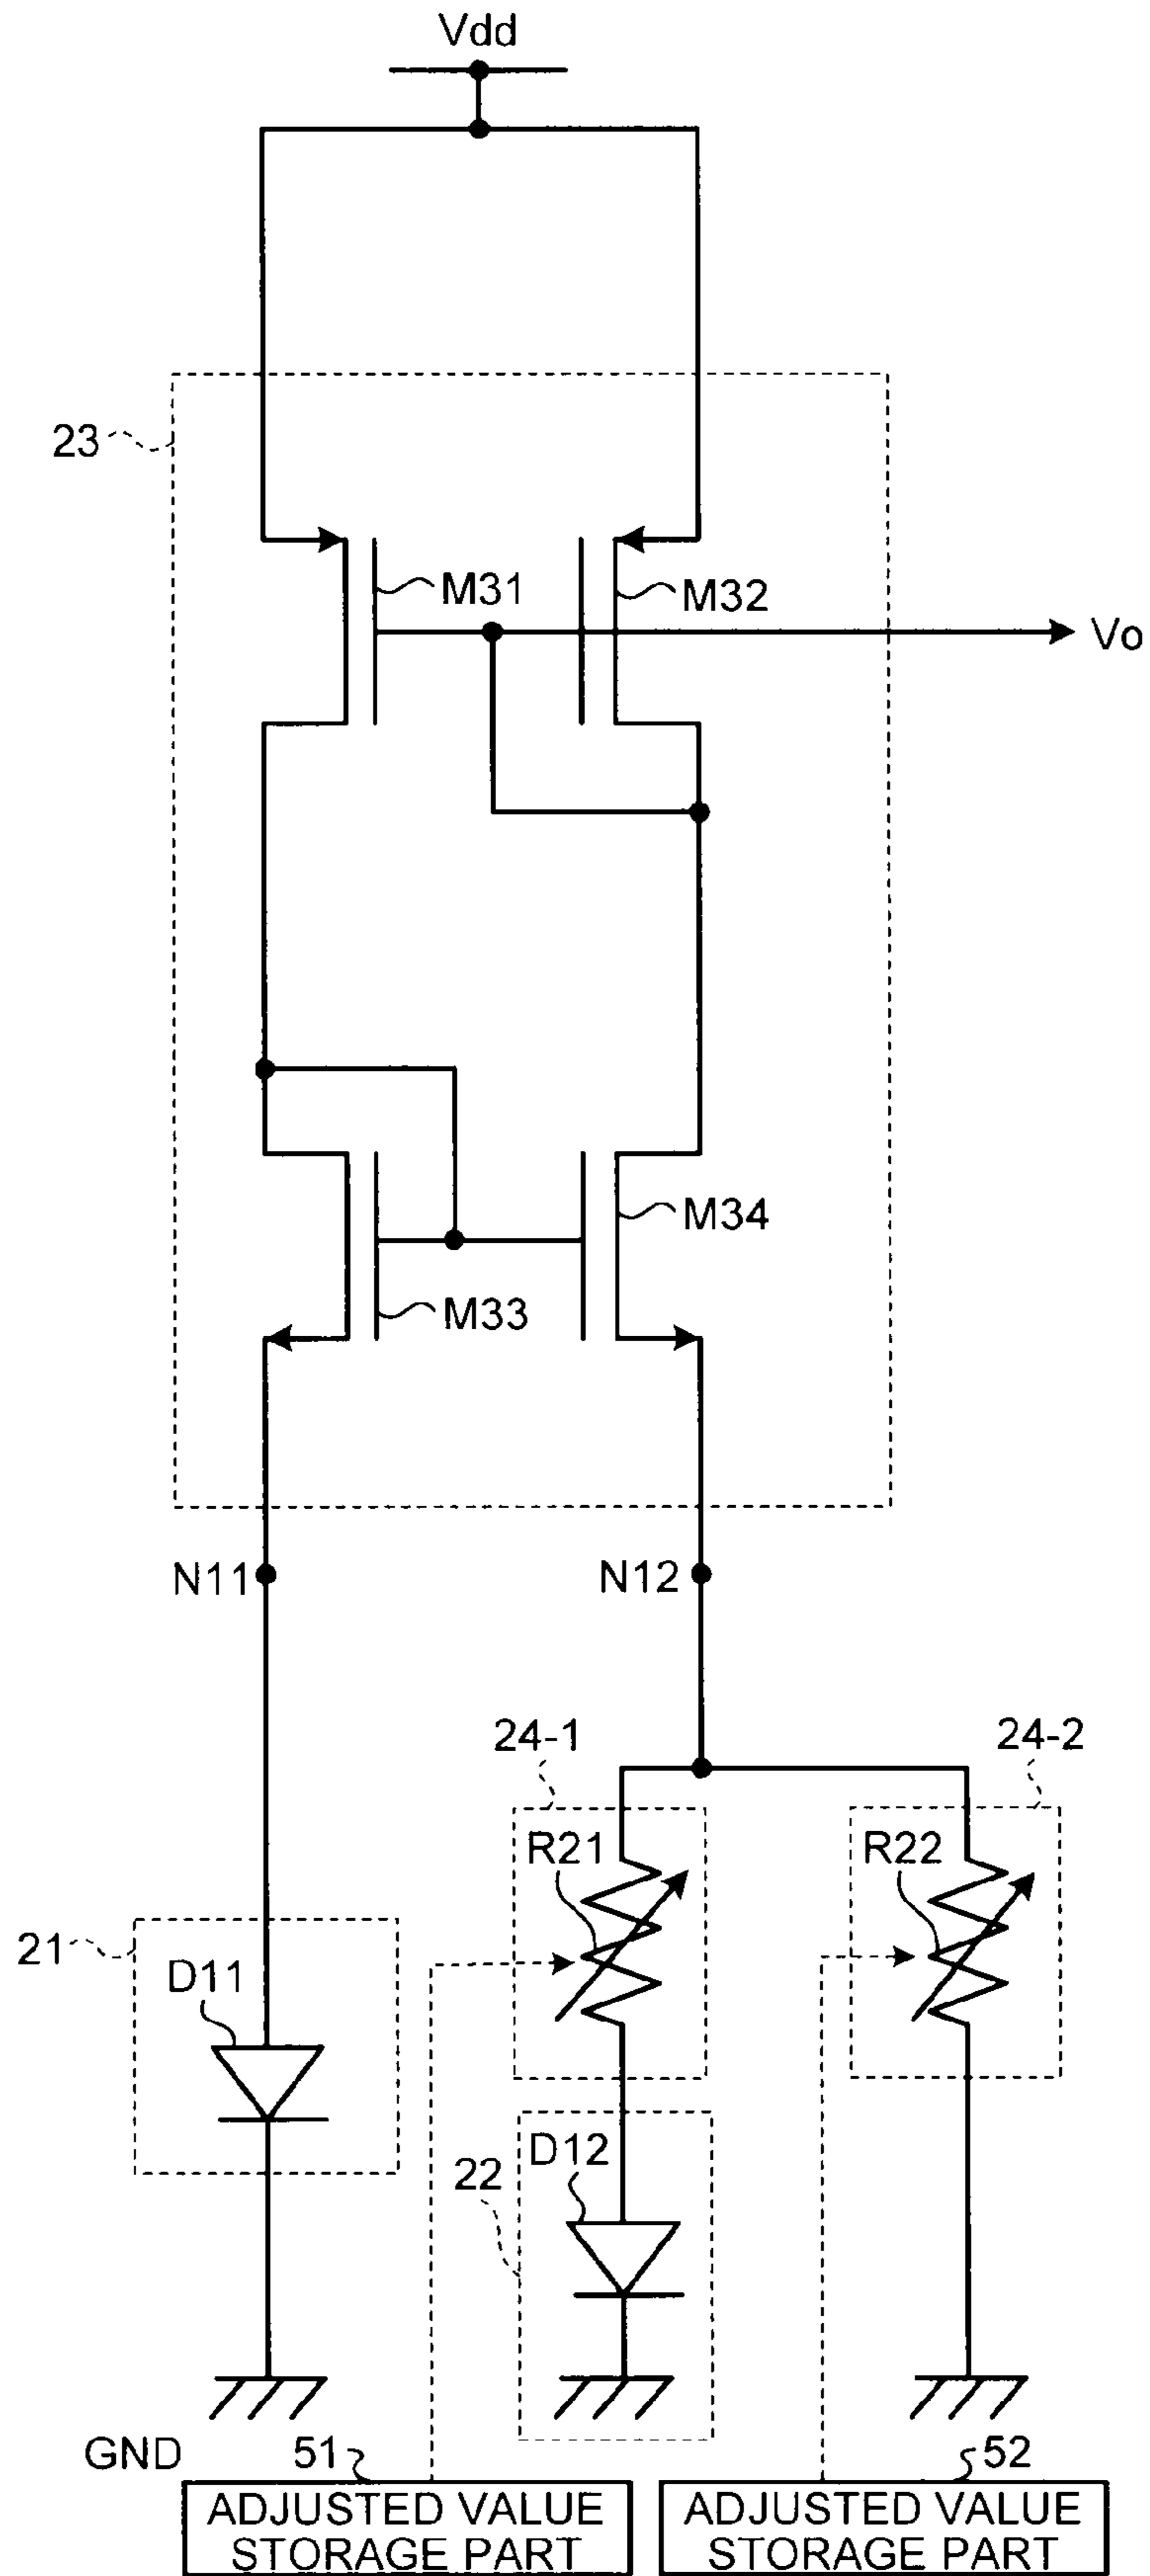 Vdd
23
M31
M32
Vo
M34
M33
N11
N12
24-1
24-2
R21
R22
21
D11
D12
22
GND
51
52
ADJUSTED VALUE
STORAGE PART
ADJUSTED VALUE
STORAGE PART